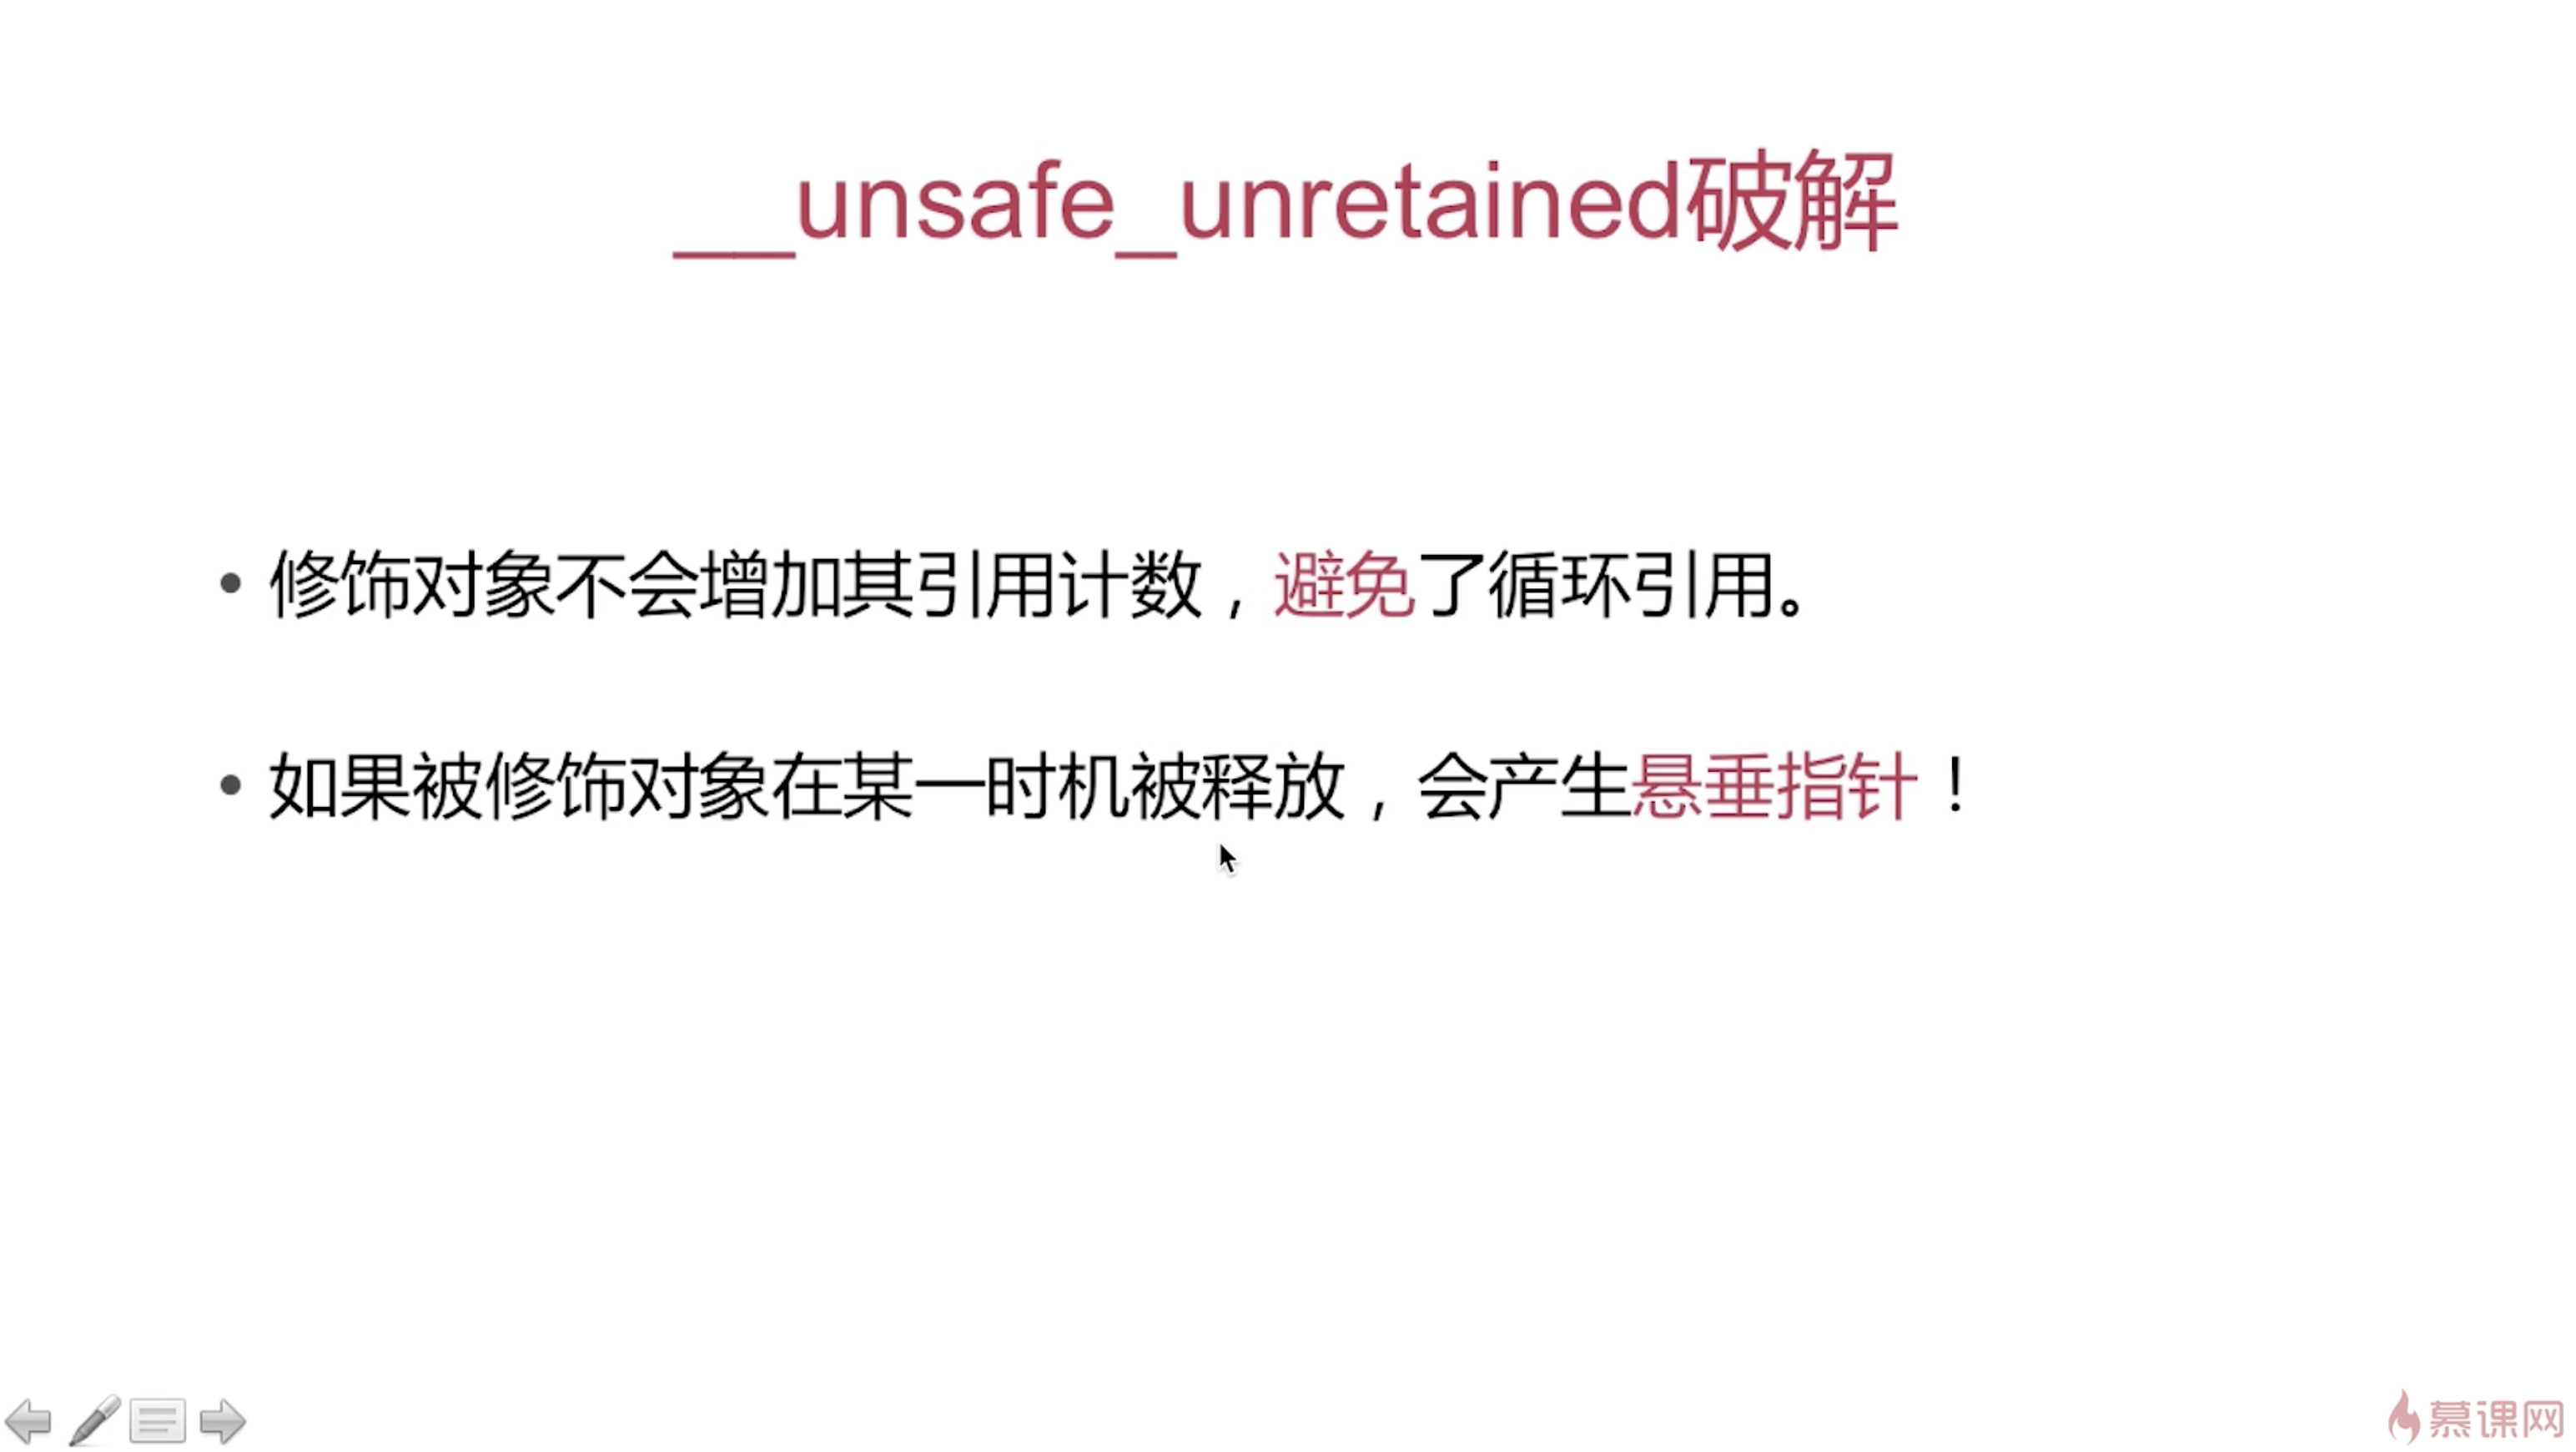 __unsafe_unretained破解
• 修饰对象不会增加其引用计数，避免了循环引用。
• 如果被修饰对象在某一时机被释放，会产生悬垂指针！
慕课网